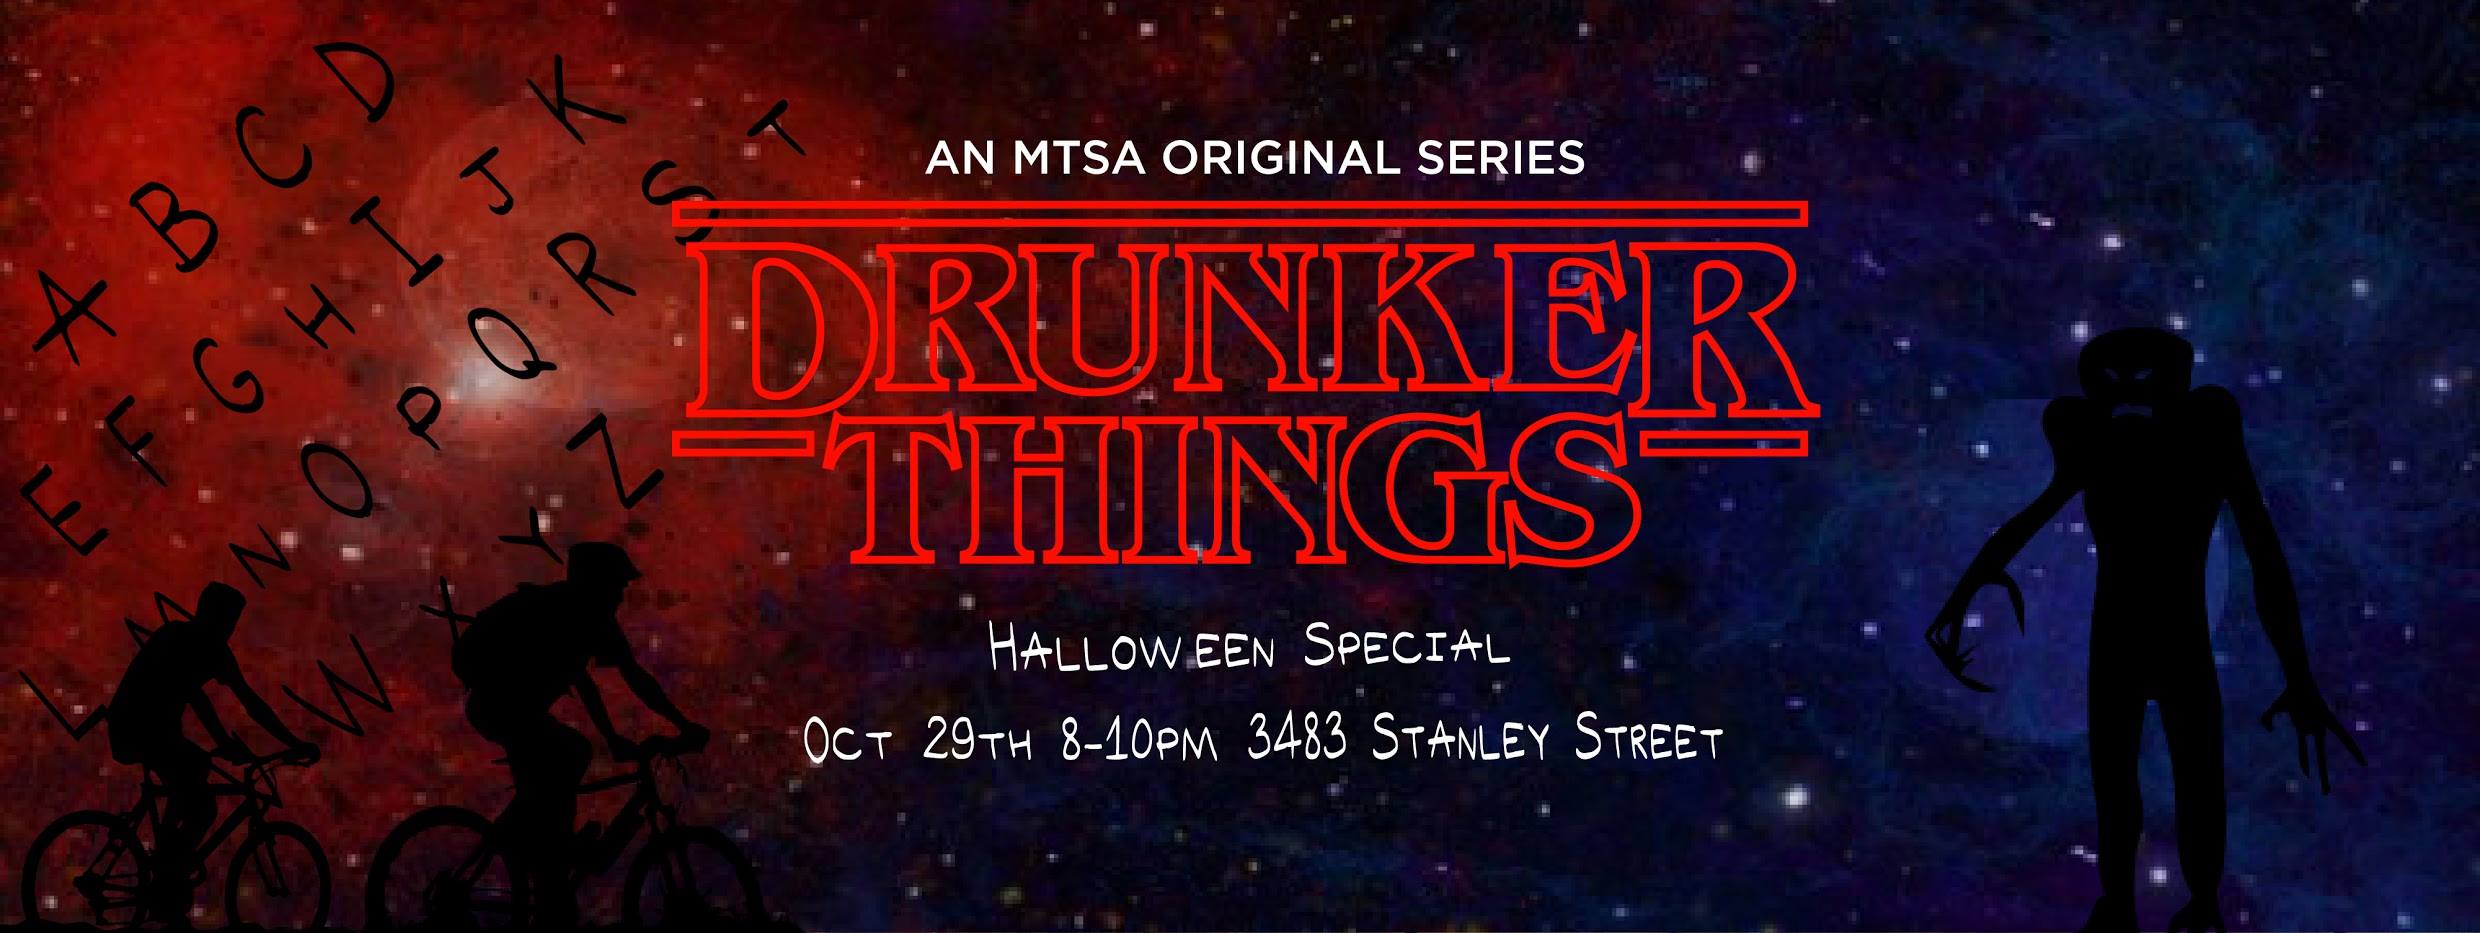 A B C D
E F G H I J K
L M N O P Q R S T
W X Y Z
AN MTSA ORIGINAL SERIES
DRUNKER
THINGS
HALLOWEEN SPECIAL
OCT 29TH 8-10PM 3483 STANLEY STREET